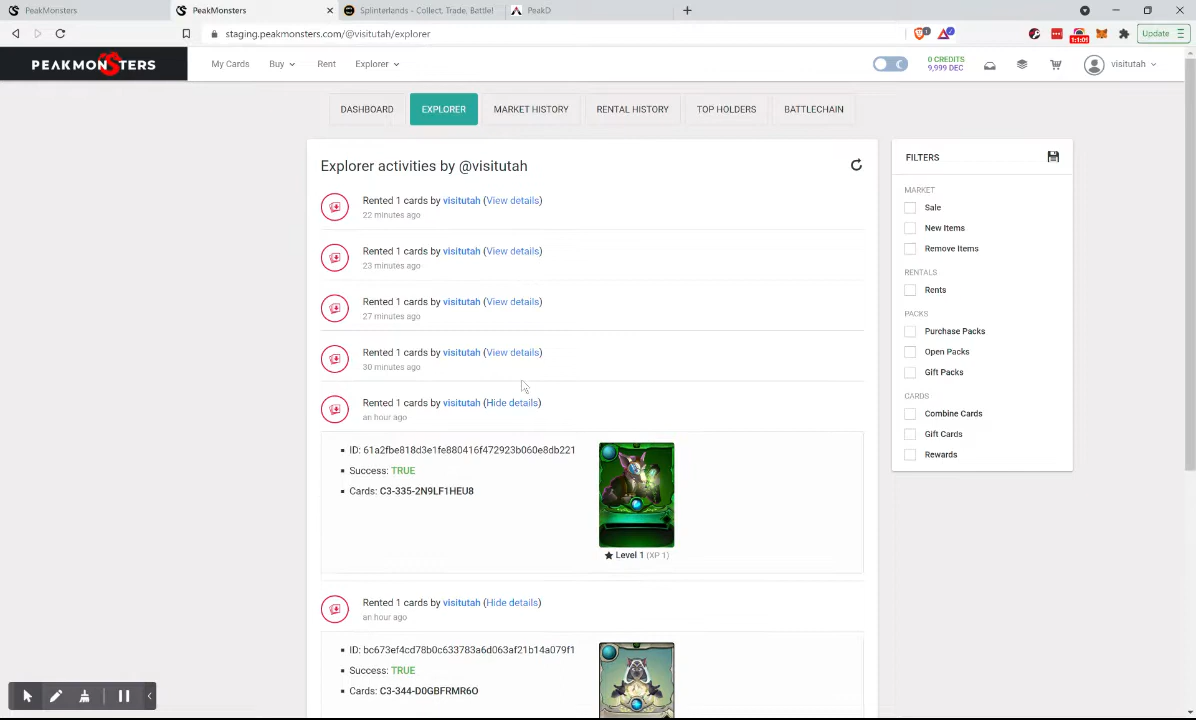 PeakMonsters
PeakMonsters
Splinterlands - Collect, Trade, Battle!
PeakD
staging.peakmonsters.com/@visitutah/explorer
1
2
1:1:01
Update
PEAKMONSTERS
My Cards
Buy
Rent
Explorer
0 CREDITS
9,999 DEC
visitutah
DASHBOARD
EXPLORER
MARKET HISTORY
RENTAL HISTORY
TOP HOLDERS
BATTLECHAIN
Explorer activities by @visitutah
Rented 1 cards by visitutah (View details)
22 minutes ago
Rented 1 cards by visitutah (View details)
23 minutes ago
Rented 1 cards by visitutah (View details)
27 minutes ago
Rented 1 cards by visitutah (View details)
30 minutes ago
Rented 1 cards by visitutah (Hide details)
an hour ago
ID: 61a2fbe818d3e1fe880416f472923b060e8db221
Success: TRUE
Cards: C3-335-2N9LF1HEU8
Level 1 (XP 1)
Rented 1 cards by visitutah (Hide details)
an hour ago
ID: bc673ef4cd78b0c633783a6d063af21b14a079f1
Success: TRUE
Cards: C3-344-D0GBFRMR6O
FILTERS
MARKET
Sale
New Items
Remove Items
RENTALS
Rents
PACKS
Purchase Packs
Open Packs
Gift Packs
CARDS
Combine Cards
Gift Cards
Rewards